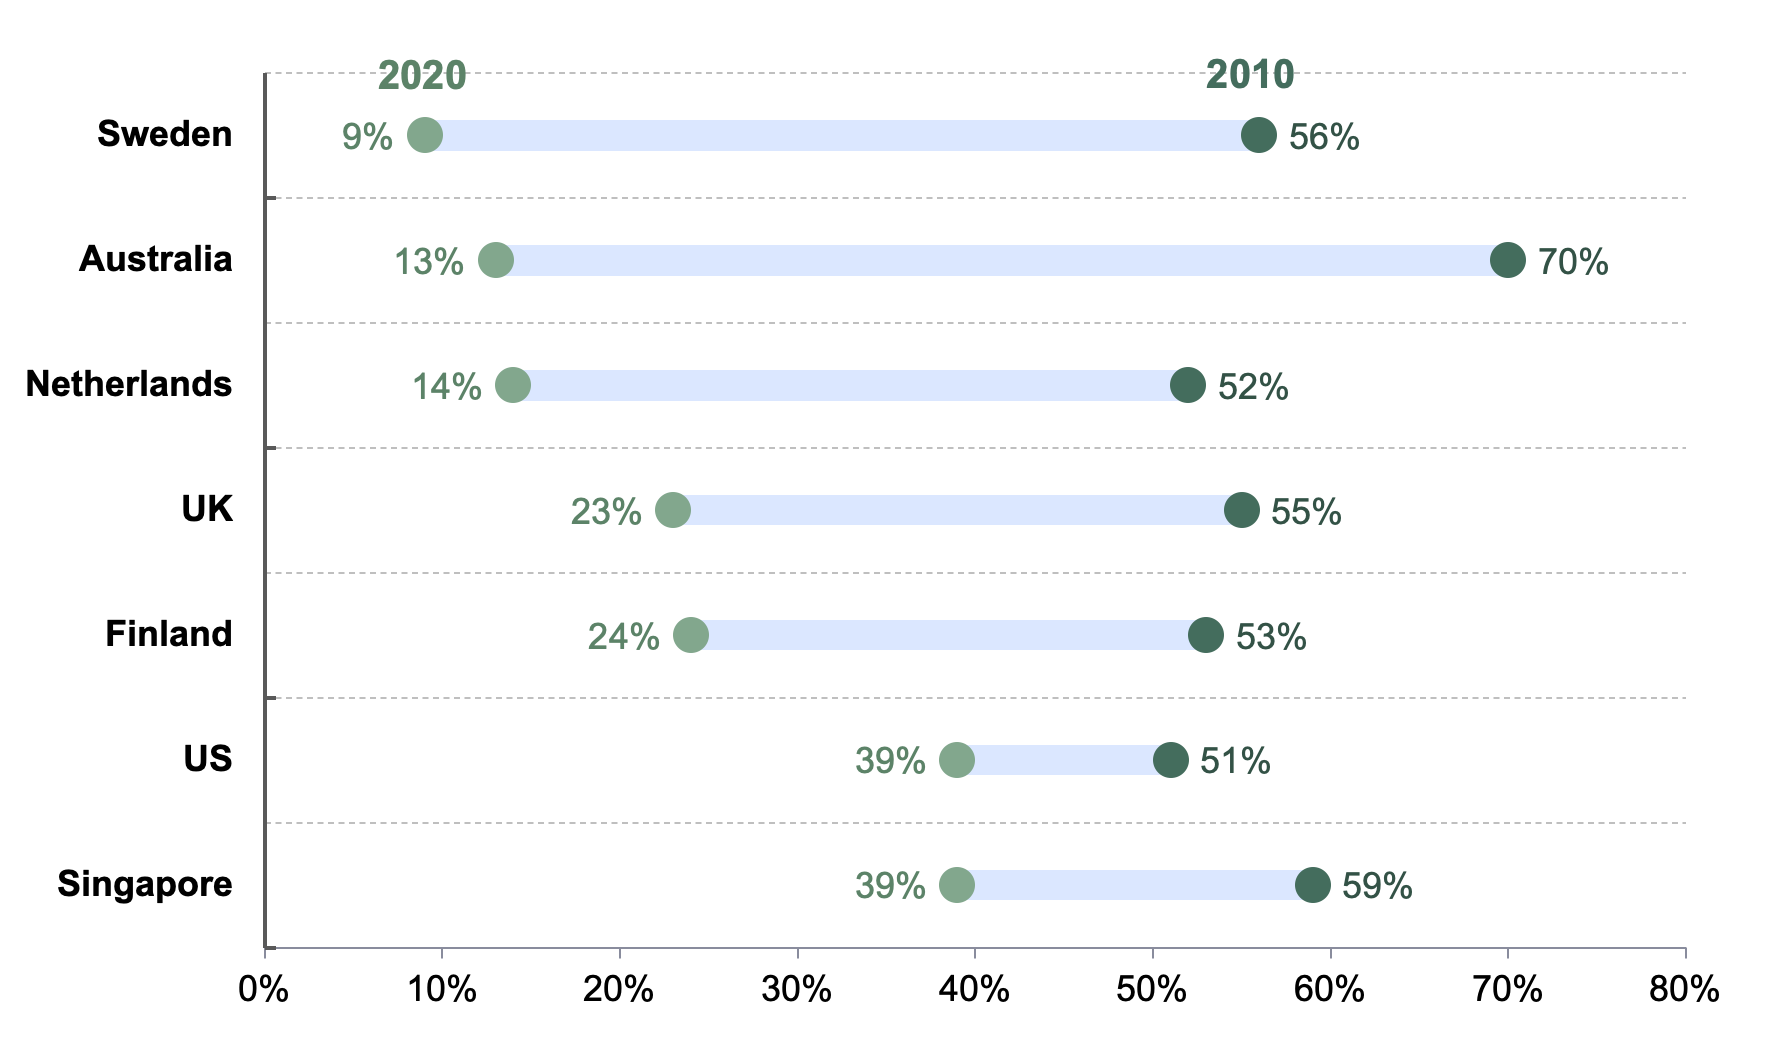 2020 2010
Sweden 9% 56%
Australia 13% 70%
Netherlands 14% 52%
UK 23% 55%
Finland 24% 53%
US 39% 51%
Singapore 39% 59%
0% 10% 20% 30% 40% 50% 60% 70% 80%